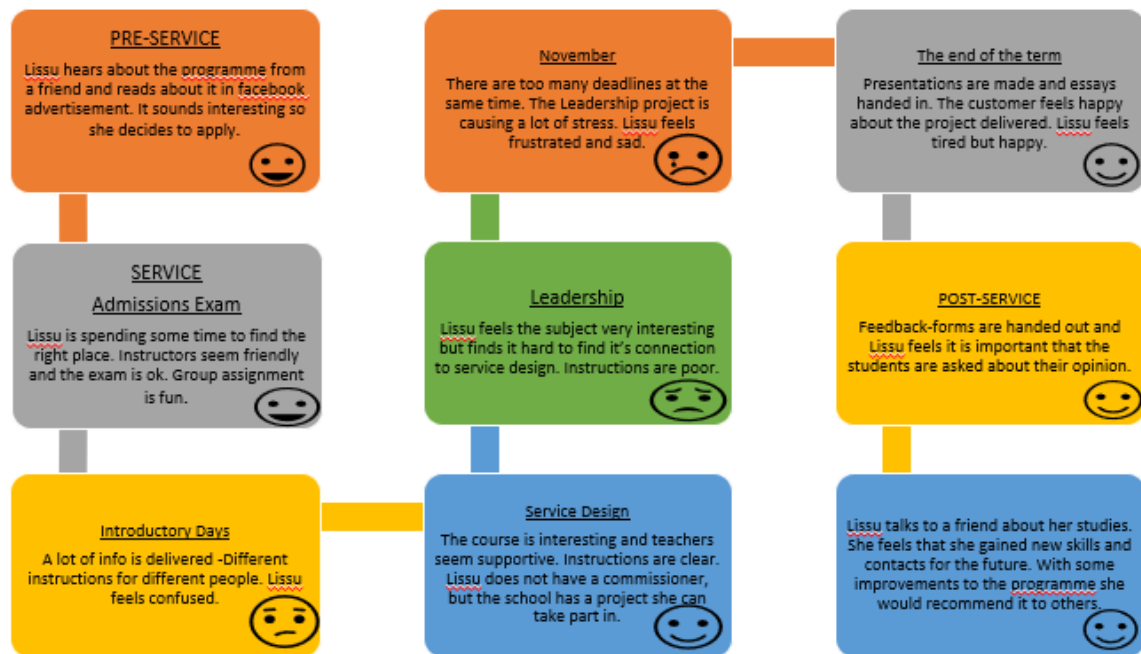 PRE-SERVICE
Lissu hears about the programme from
a friend and reads about it in facebook
advertisement. It sounds interesting so
she decides to apply.
SERVICE
Admissions Exam
Lissu is spending some time to find the
right place. Instructors seem friendly
and the exam is ok. Group assignment
is fun.
Introductory Days
A lot of info is delivered -Different
instructions for different people. Lissu
feels confused.
Service Design
The course is interesting and teachers
seem supportive. Instructions are clear.
Lissu does not have a commissioner,
but the school has a project she can
take part in.
Leadership
Lissu feels the subject very interesting
but finds it hard to find it's connection
to service design. Instructions are poor.
November
There are too many deadlines at the
same time. The Leadership project is
causing a lot of stress. Lissu feels
frustrated and sad.
The end of the term
Presentations are made and essays
handed in. The customer feels happy
about the project delivered. Lissu feels
tired but happy.
POST-SERVICE
Feedback-forms are handed out and
Lissu feels it is important that the
students are asked about their opinion.
Lissu talks to a friend about her studies.
She feels that she gained new skills and
contacts for the future. With some
improvements to the programme she
would recommend it to others.